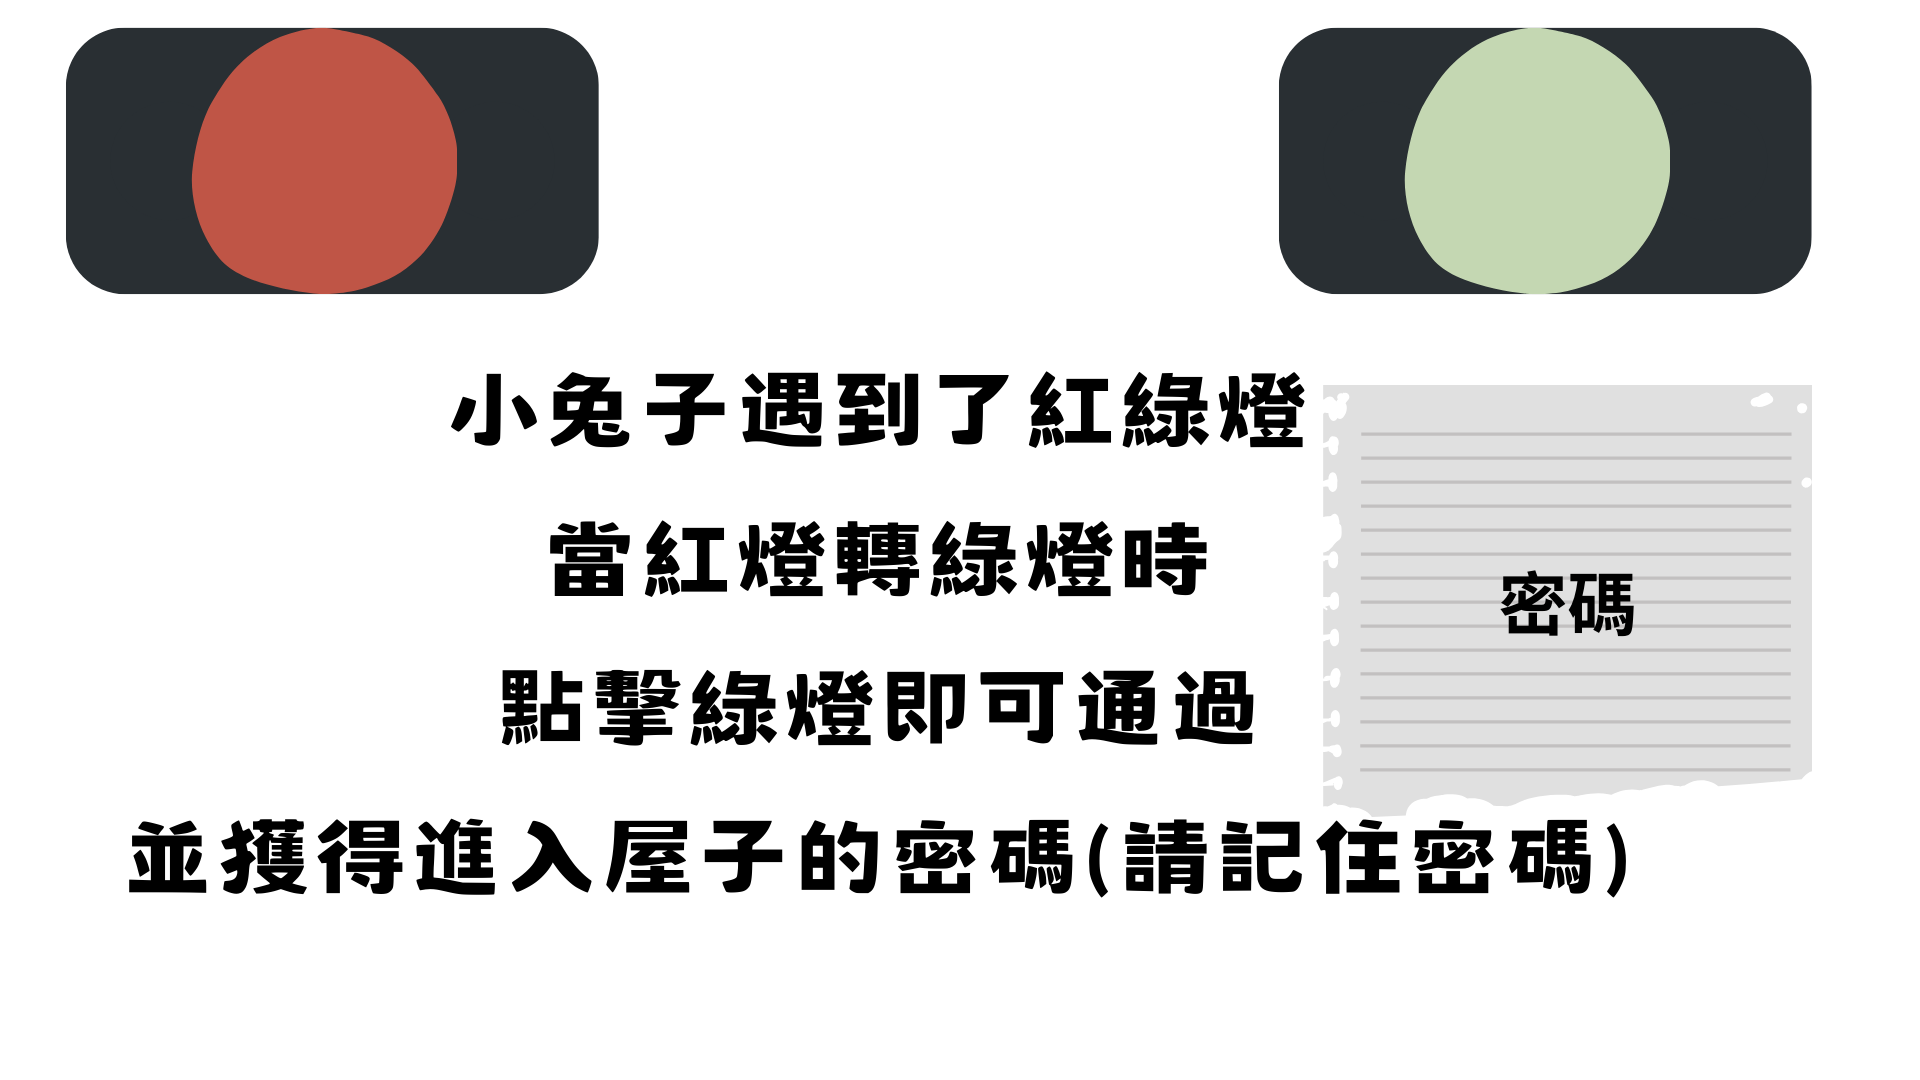 小兔子遇到了紅綠燈
當紅燈轉綠燈時
點擊綠燈即可通過
並獲得進入屋子的密碼(請記住密碼)
密碼